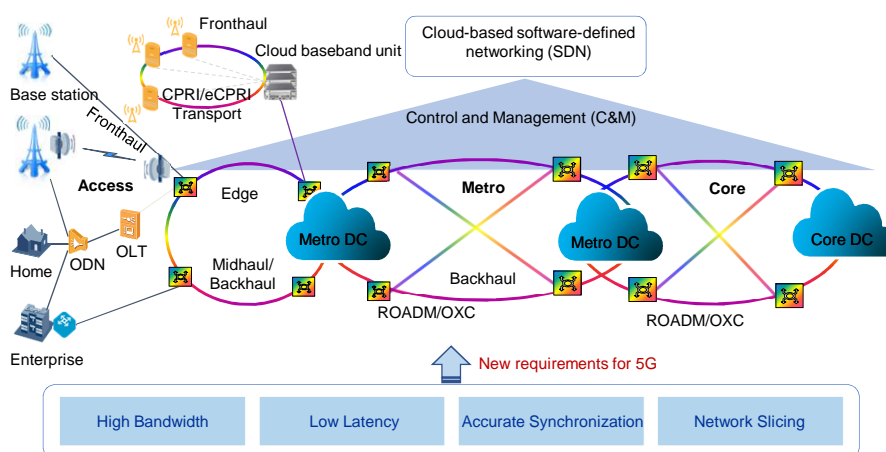 Fronthaul
Cloud-based software-defined
networking (SDN)
Cloud baseband unit
Base station
CPRI/eCPRI
Transport
Fronthaul
Control and Management (C&M)
Access
Edge
Metro
Core
Metro DC
Metro DC
Core DC
OLT
ODN
Home
Midhaul/
Backhaul
Backhaul
ROADM/OXC
ROADM/OXC
Enterprise
New requirements for 5G
High Bandwidth
Low Latency
Accurate Synchronization
Network Slicing